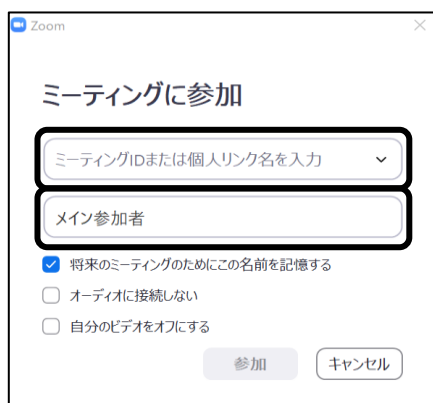 Zoom
ミーティングに参加
ミーティングIDまたは個人リンク名を入力
メイン参加者
将来のミーティングのためにこの名前を記憶する
オーディオに接続しない
自分のビデオをオフにする
参加 キャンセル